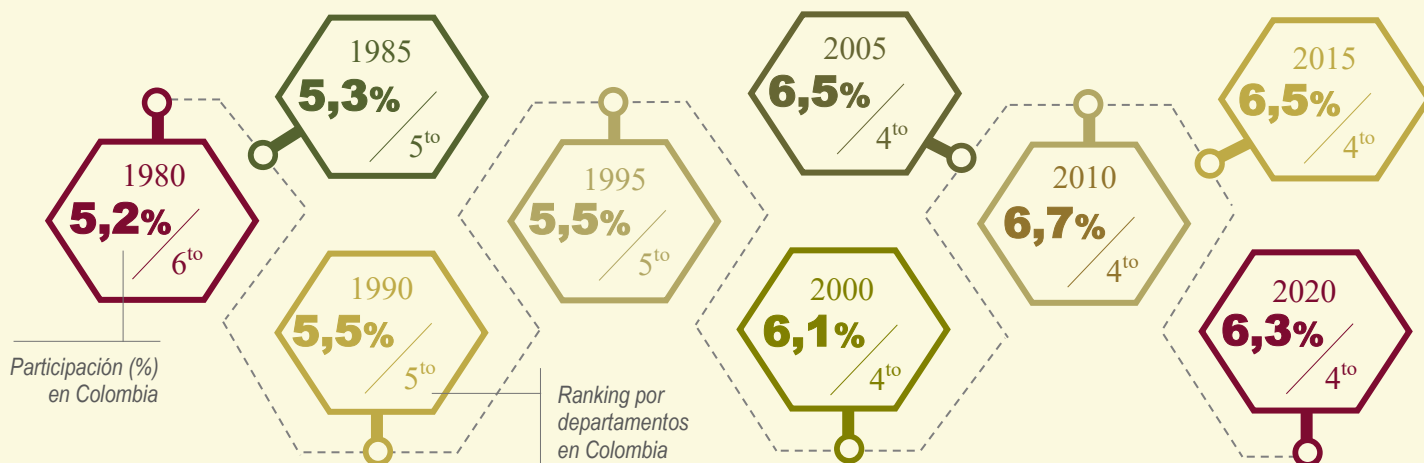 1980
5,2%
6to
Participación (%)
en Colombia
1985
5,3%
5to
1990
5,5%
5to
Ranking por
departamentos
en Colombia
1995
5,5%
5to
2000
6,1%
4to
2005
6,5%
4to
2010
6,7%
4to
2015
6,5%
4to
2020
6,3%
4to